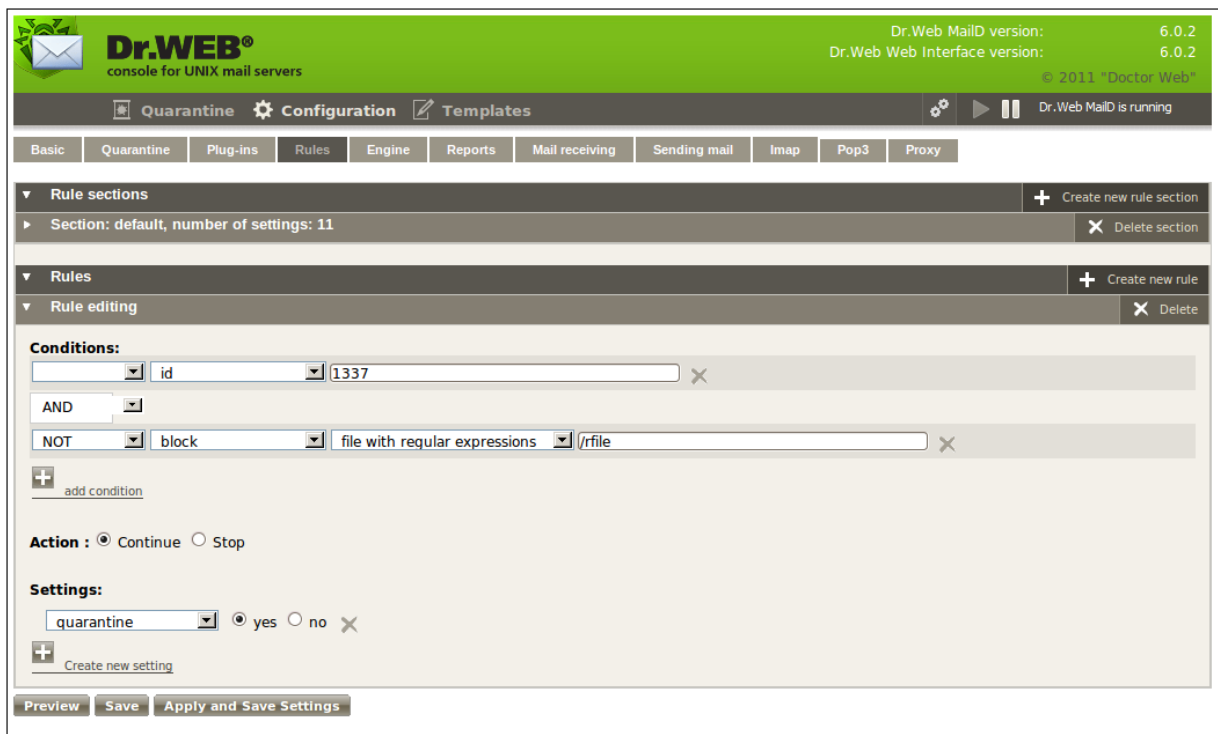 Dr.WEB®
console for UNIX mail servers
Dr.Web MailD version: 6.0.2
Dr.Web Web Interface version: 6.0.2
© 2011 "Doctor Web"
Quarantine Configuration Templates Dr.Web MailD is running
Basic Quarantine Plug-ins Rules Engine Reports Mail receiving Sending mail Imap Pop3 Proxy
Rule sections Create new rule section
Section: default, number of settings: 11 Delete section
Rules Create new rule
Rule editing Delete
Conditions:
id 1337
AND
NOT block file with regular expressions /rfile
add condition
Action : Continue Stop
Settings:
quarantine yes no
Create new setting
Preview Save Apply and Save Settings